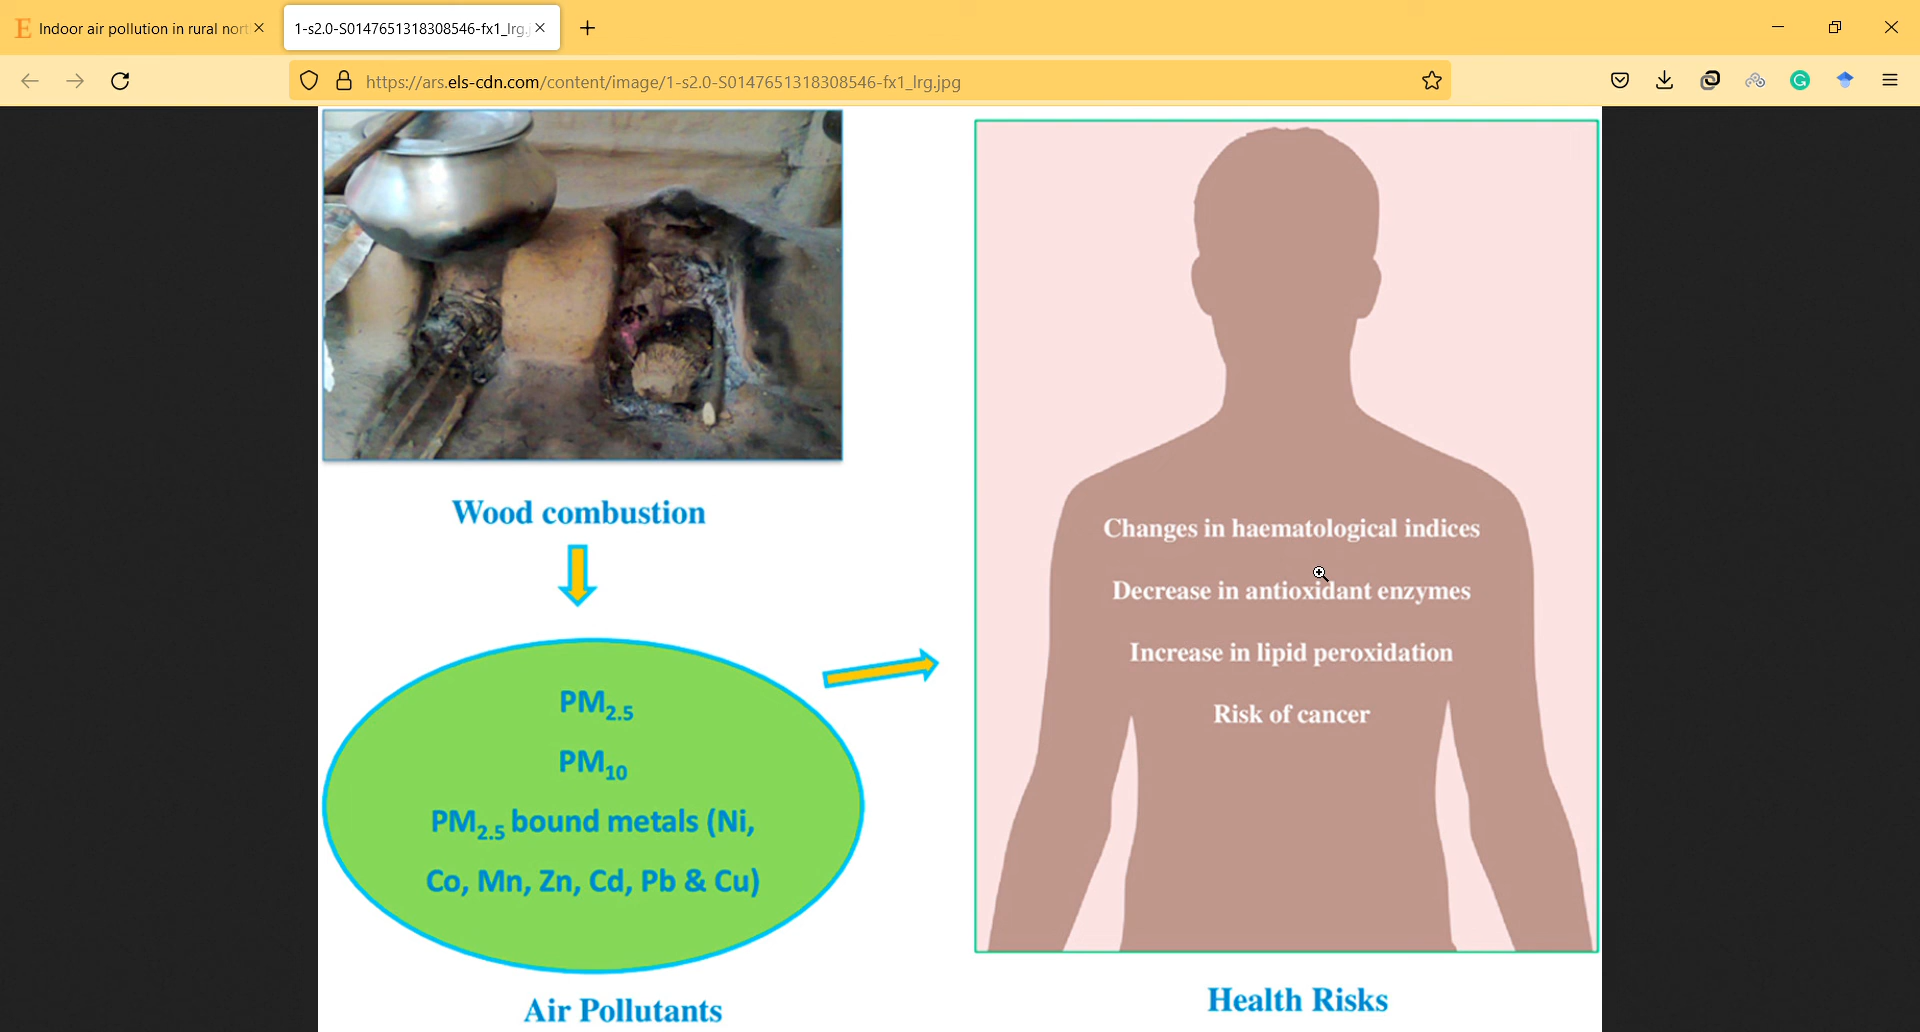 Indoor air pollution in rural nort
1-s2.0-S0147651318308546-fx1_lrg.j
https://ars.els-cdn.com/content/image/1-s2.0-S0147651318308546-fx1_lrg.jpg
Wood combustion
PM2.5
PM10
PM2.5 bound metals (Ni,
Co, Mn, Zn, Cd, Pb & Cu)
Air Pollutants
Changes in haematological indices
Decrease in antioxidant enzymes
Increase in lipid peroxidation
Risk of cancer
Health Risks